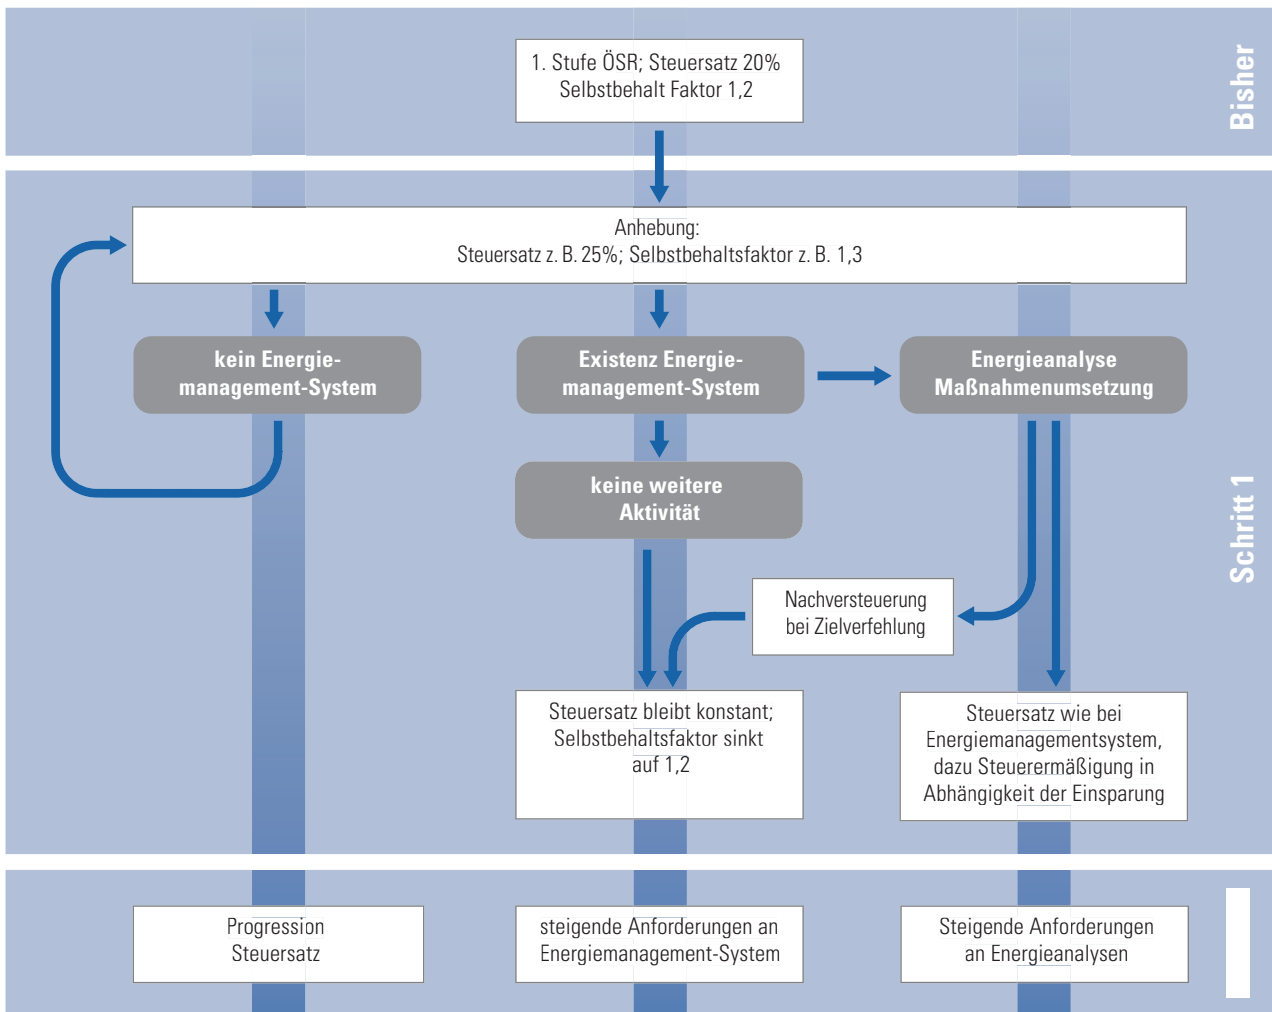 1. Stufe ÖSR; Steuersatz 20%
Selbstbehalt Faktor 1,2
Bisher
Anhebung:
Steuersatz z. B. 25%; Selbstbehaltsfaktor z. B. 1,3
kein Energie-
management-System
Existenz Energie-
management-System
Energieanalyse
Maßnahmenumsetzung
keine weitere
Aktivität
Schritt 1
Nachversteuerung
bei Zielverfehlung
Steuersatz bleibt konstant;
Selbstbehaltsfaktor sinkt
auf 1,2
Steuersatz wie bei
Energiemanagementsystem,
dazu Steuerermäßigung in
Abhängigkeit der Einsparung
Progression
Steuersatz
steigende Anforderungen an
Energiemanagement-System
Steigende Anforderungen
an Energieanalysen